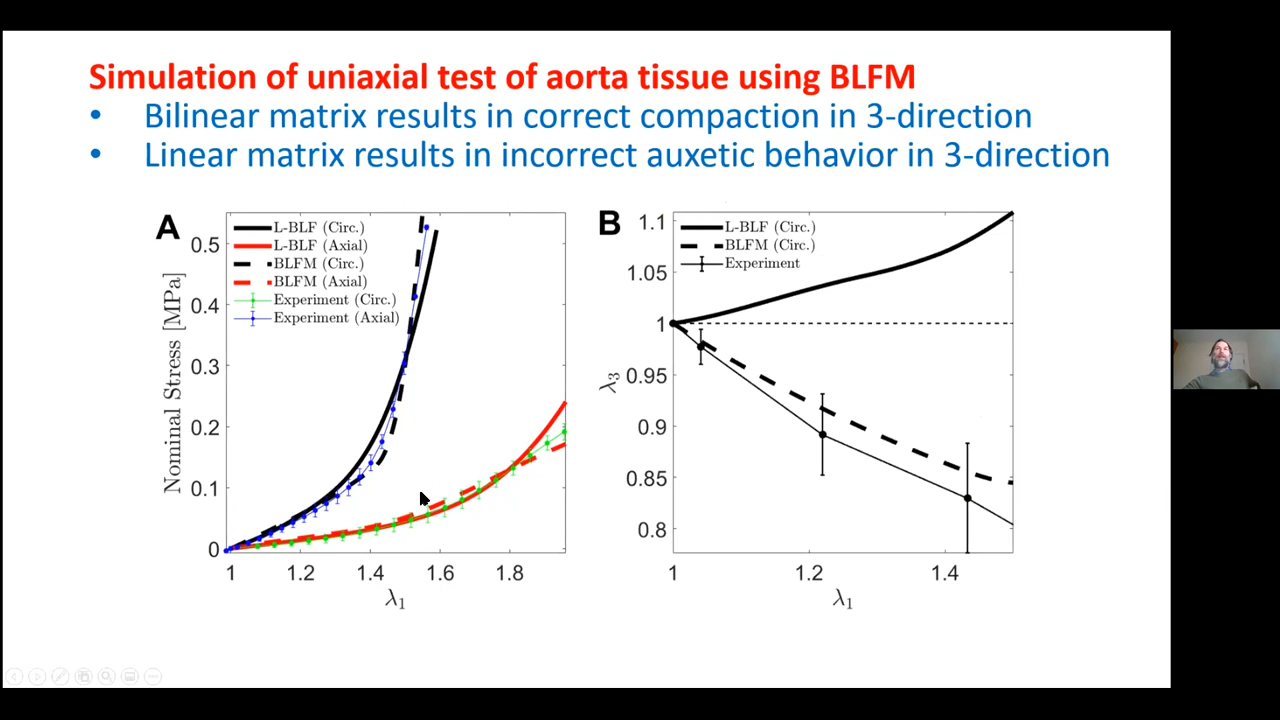 Simulation of uniaxial test of aorta tissue using BLFM
• Bilinear matrix results in correct compaction in 3-direction
• Linear matrix results in incorrect auxetic behavior in 3-direction
A
L-BLF (Circ.)
L-BLF (Axial)
BLFM (Circ.)
BLFM (Axial)
Experiment (Circ.)
Experiment (Axial)
Nominal Stress [MPa]
0.5
0.4
0.3
0.2
0.1
0
1 1.2 1.4 1.6 1.8
λ₁
B
L-BLF (Circ.)
BLFM (Circ.)
Experiment
λ₃
1.1
1.05
1
0.95
0.9
0.85
0.8
1 1.2 1.4
λ₁